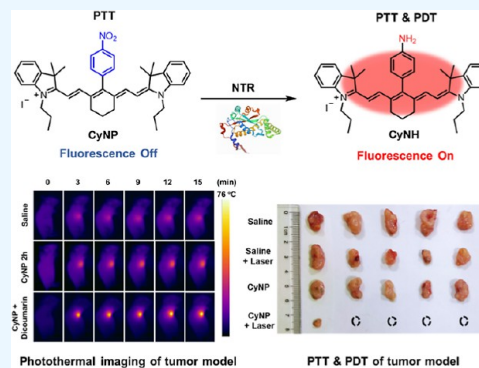 PTT
PTT & PDT
NO₂
NH₂
NTR
N⁺
N
I⁻
N⁺
N
I⁻
CyNP
CyNH
Fluorescence Off
Fluorescence On
0 3 6 9 12 15 (min)
76 °C
Saline
CyNP 2h
CyNP + Dicoumarin
Saline
Saline + Laser
CyNP
CyNP + Laser
Photothermal imaging of tumor model
PTT & PDT of tumor model